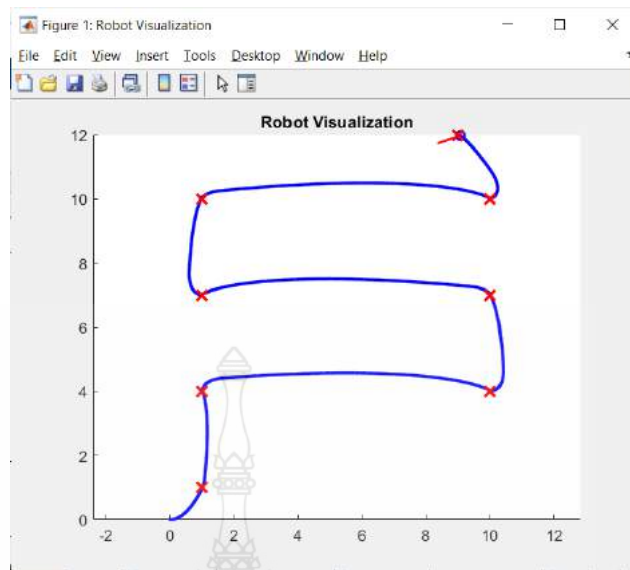 Figure 1: Robot Visualization
File Edit View Insert Tools Desktop Window Help
Robot Visualization
12
10
8
6
4
2
0
-2 0 2 4 6 8 10 12